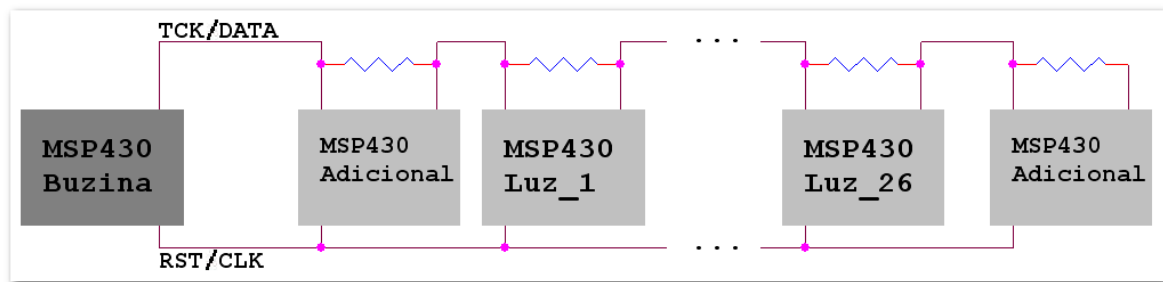 TCK/DATA
...
MSP430
Buzina
MSP430
Adicional
MSP430
Luz_1
MSP430
Luz_26
MSP430
Adicional
...
RST/CLK